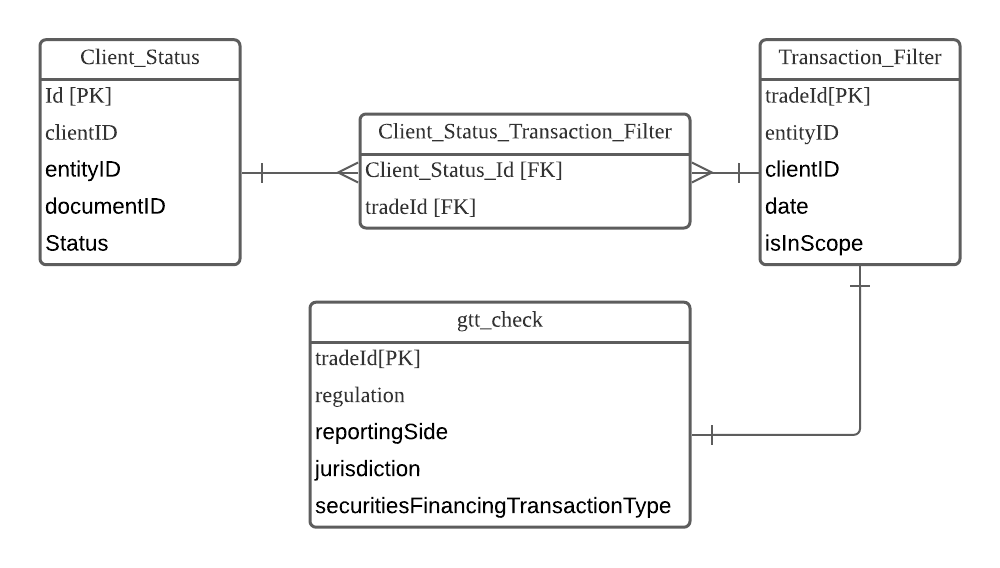 Client_Status
Id [PK]
clientID
entityID
documentID
Status
Client_Status_Transaction_Filter
Client_Status_Id [FK]
tradeId [FK]
Transaction_Filter
tradeId[PK]
entityID
clientID
date
isInScope
gtt_check
tradeId[PK]
regulation
reportingSide
jurisdiction
securitiesFinancingTransactionType